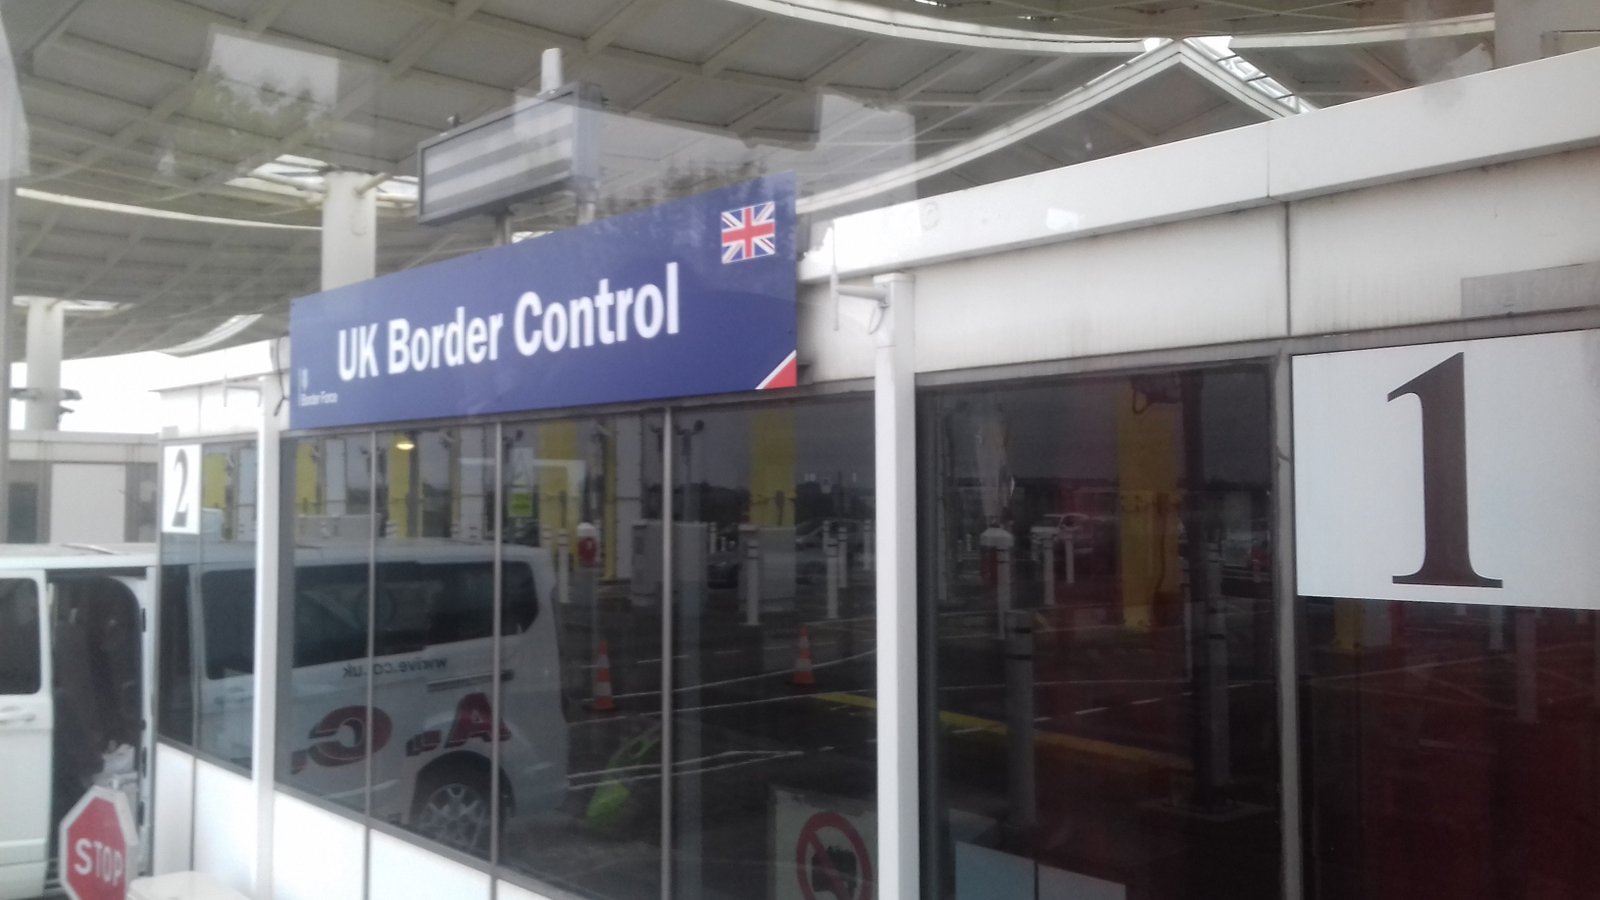 UK Border Control
Border Force
1
2
STOP